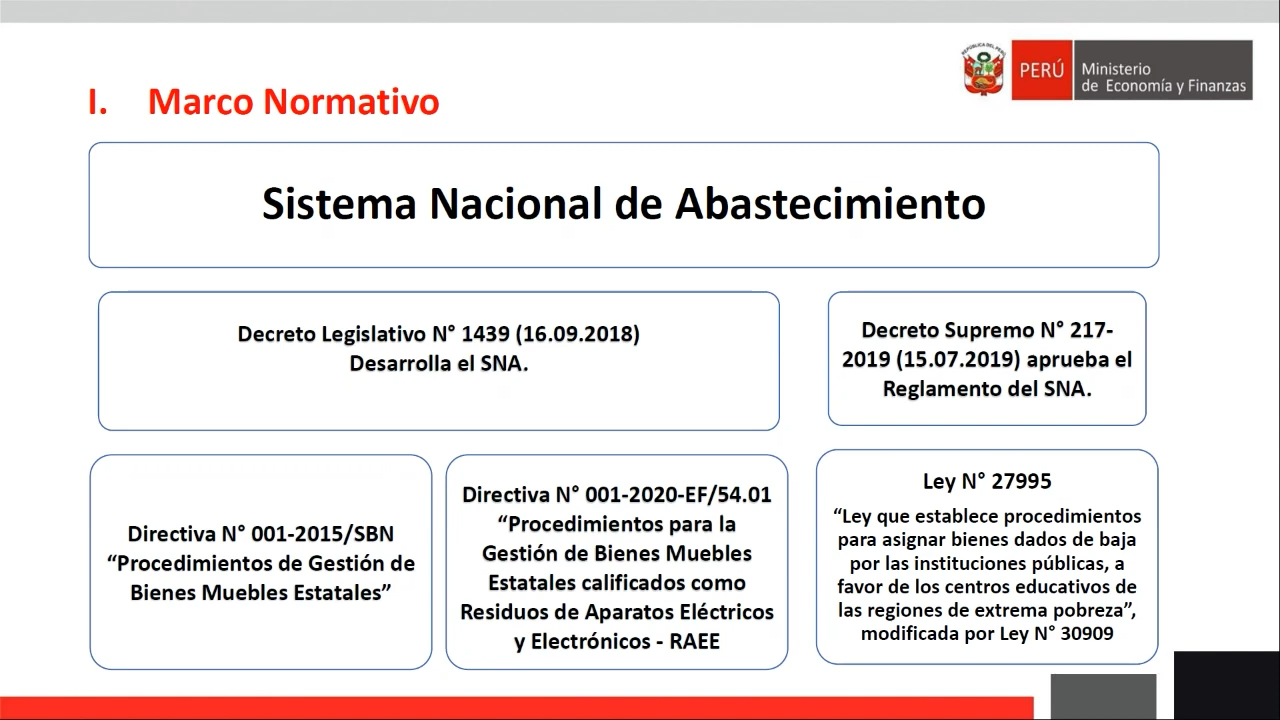 REPÚBLICA DEL PERÚ
PERÚ
Ministerio
de Economía y Finanzas
I. Marco Normativo
Sistema Nacional de Abastecimiento
Decreto Legislativo N° 1439 (16.09.2018)
Desarrolla el SNA.
Decreto Supremo N° 217-
2019 (15.07.2019) aprueba el
Reglamento del SNA.
Directiva N° 001-2015/SBN
“Procedimientos de Gestión de
Bienes Muebles Estatales”
Directiva N° 001-2020-EF/54.01
“Procedimientos para la
Gestión de Bienes Muebles
Estatales calificados como
Residuos de Aparatos Eléctricos
y Electrónicos - RAEE
Ley N° 27995
“Ley que establece procedimientos
para asignar bienes dados de baja
por las instituciones públicas, a
favor de los centros educativos de
las regiones de extrema pobreza”,
modificada por Ley N° 30909